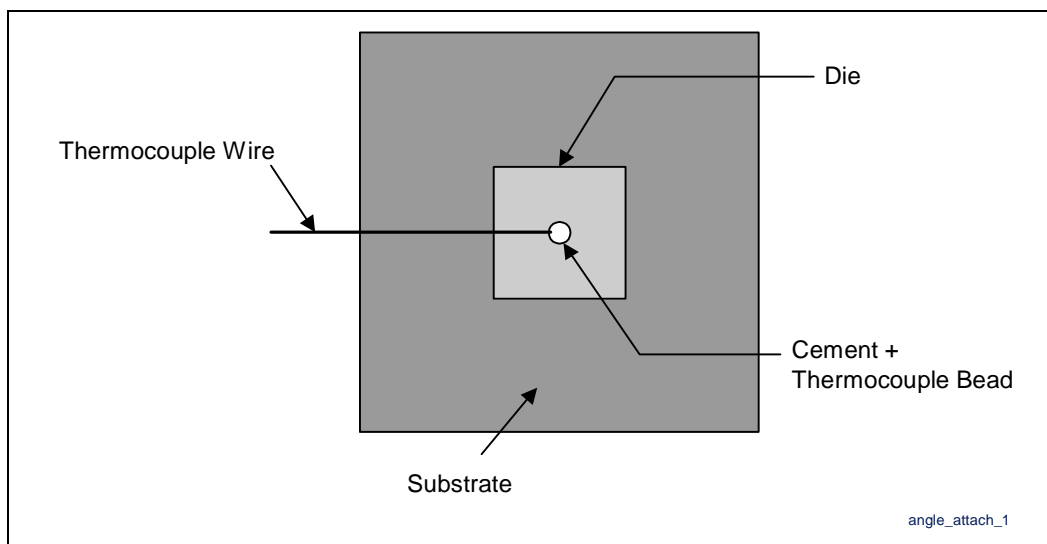 Die
Thermocouple Wire
Cement +
Thermocouple Bead
Substrate
angle_attach_1